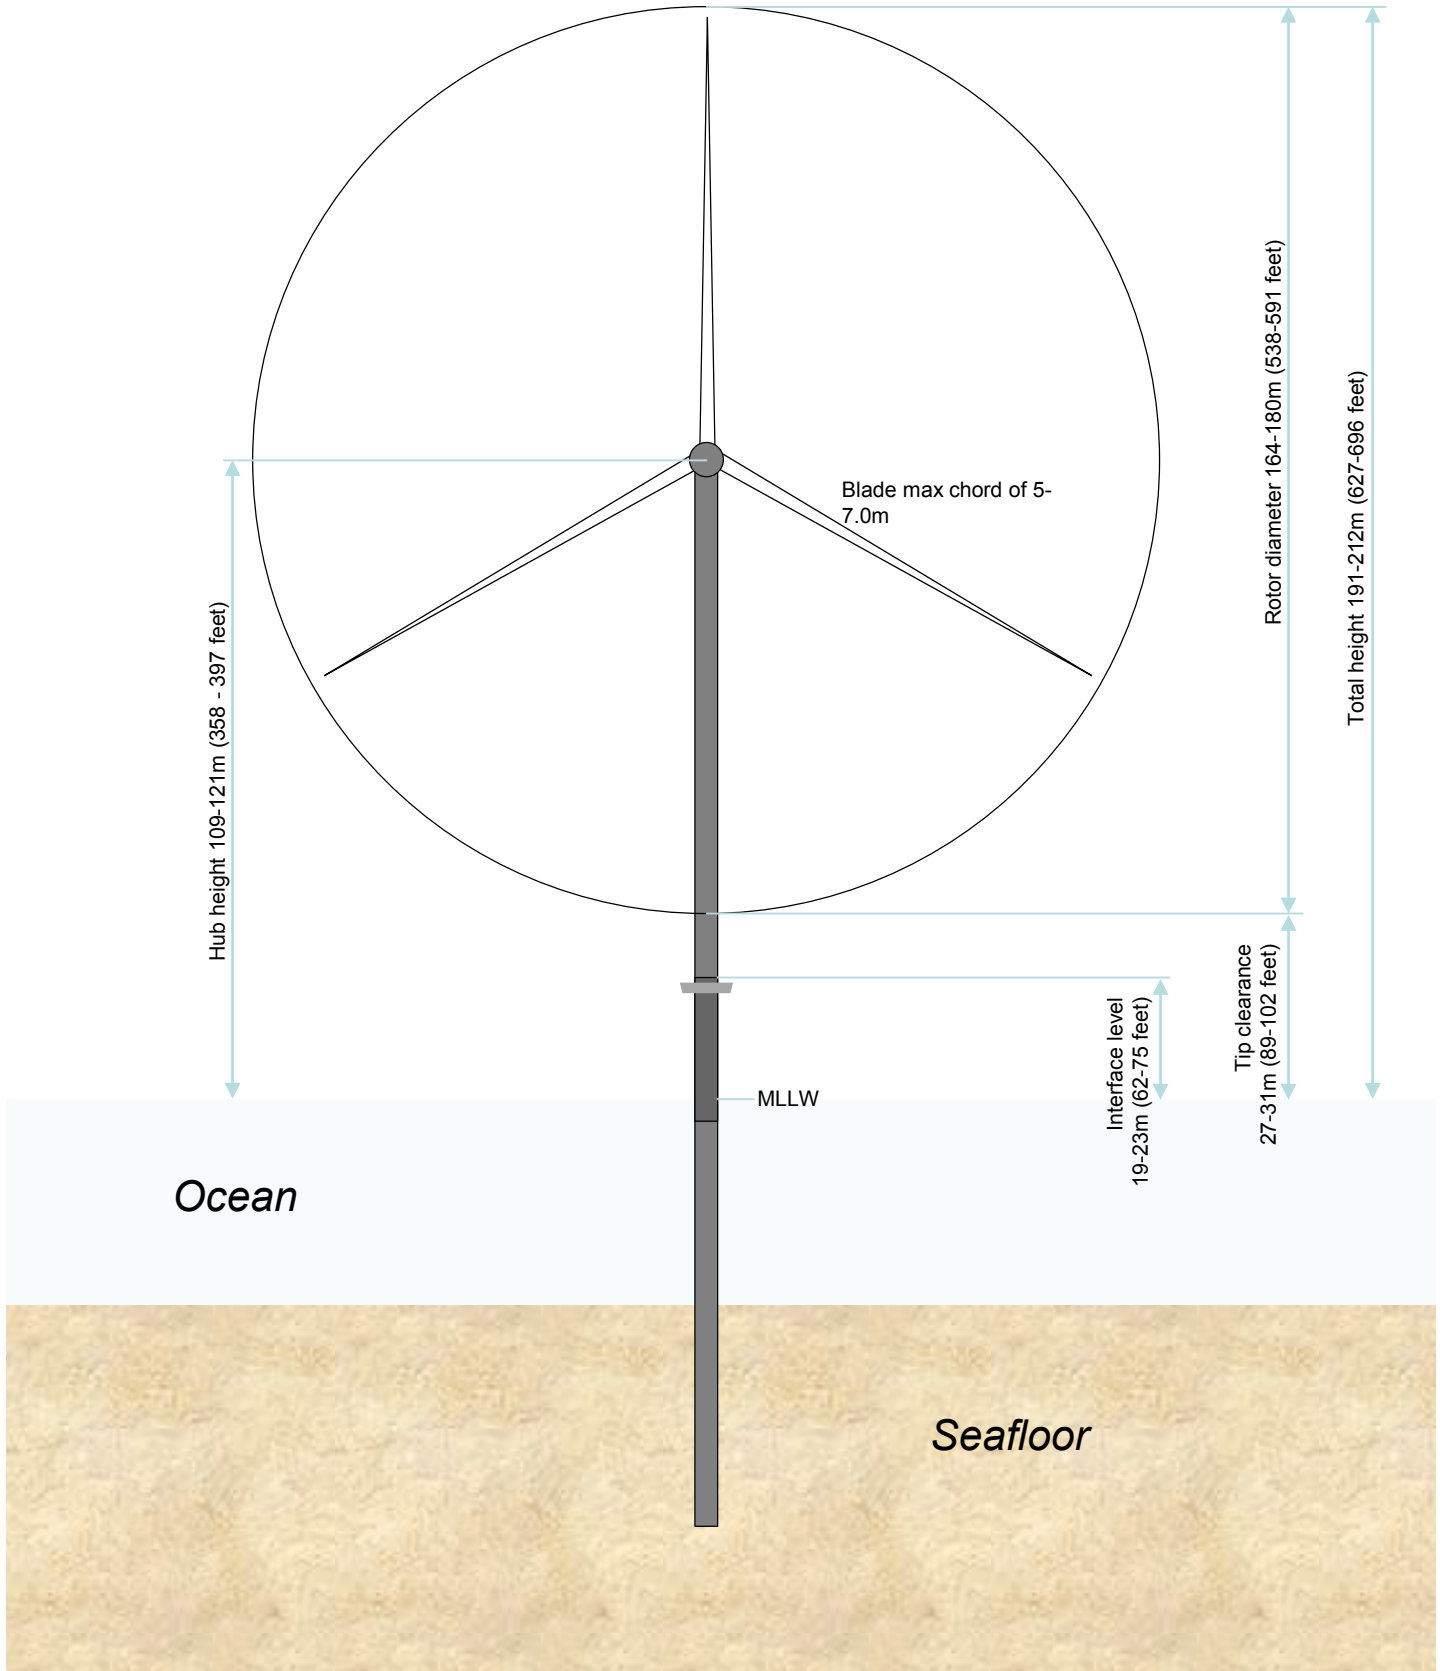 Blade max chord of 5-
7.0m
Rotor diameter 164-180m (538-591 feet)
Total height 191-212m (627-696 feet)
Hub height 109-121m (358 - 397 feet)
Interface level
19-23m (62-75 feet)
Tip clearance
27-31m (89-102 feet)
MLLW
Ocean
Seafloor